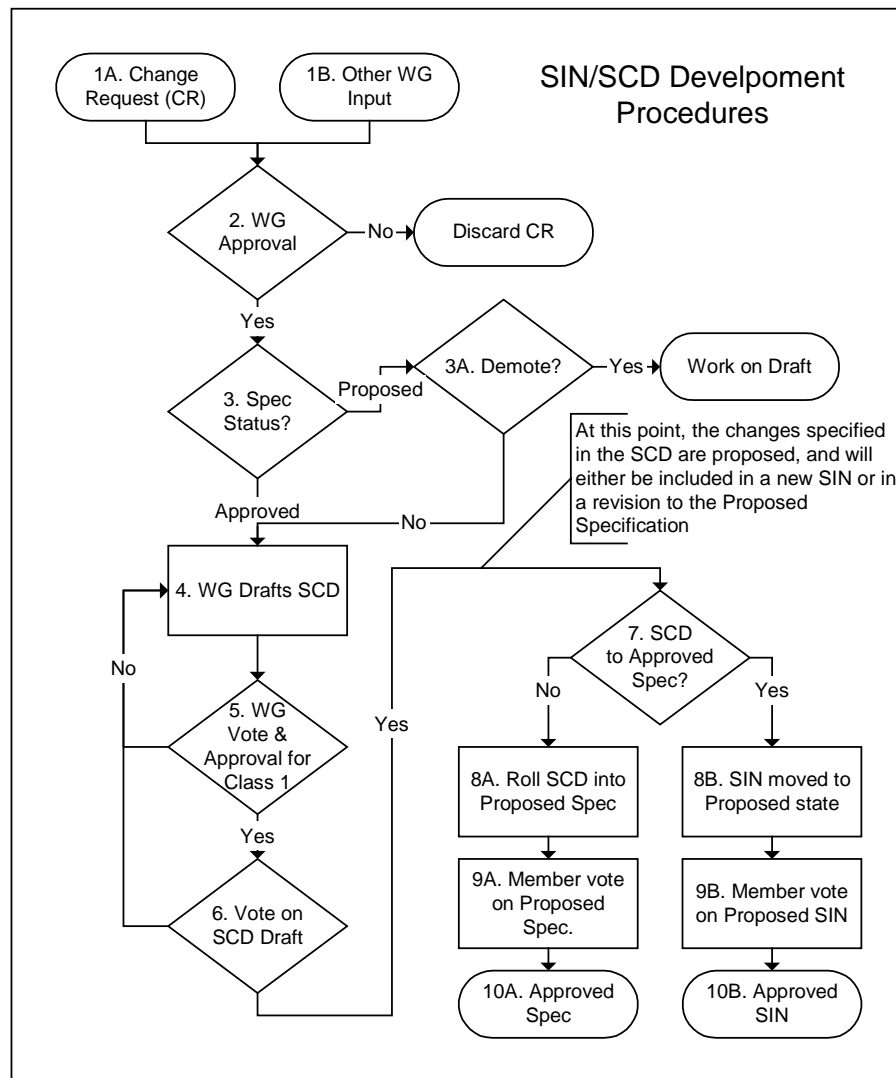 SIN/SCD Develpoment
Procedures
1A. Change
Request (CR)
1B. Other WG
Input
2. WG
Approval
No
Discard CR
Yes
3. Spec
Status?
Proposed
3A. Demote?
Yes
Work on Draft
Approved
No
At this point, the changes specified
in the SCD are proposed, and will
either be included in a new SIN or in
a revision to the Proposed
Specification
4. WG Drafts SCD
No
5. WG
Vote &
Approval for
Class 1
Yes
6. Vote on
SCD Draft
Yes
7. SCD
to Approved
Spec?
No
Yes
8A. Roll SCD into
Proposed Spec
8B. SIN moved to
Proposed state
9A. Member vote
on Proposed
Spec.
9B. Member vote
on Proposed SIN
10A. Approved
Spec
10B. Approved
SIN